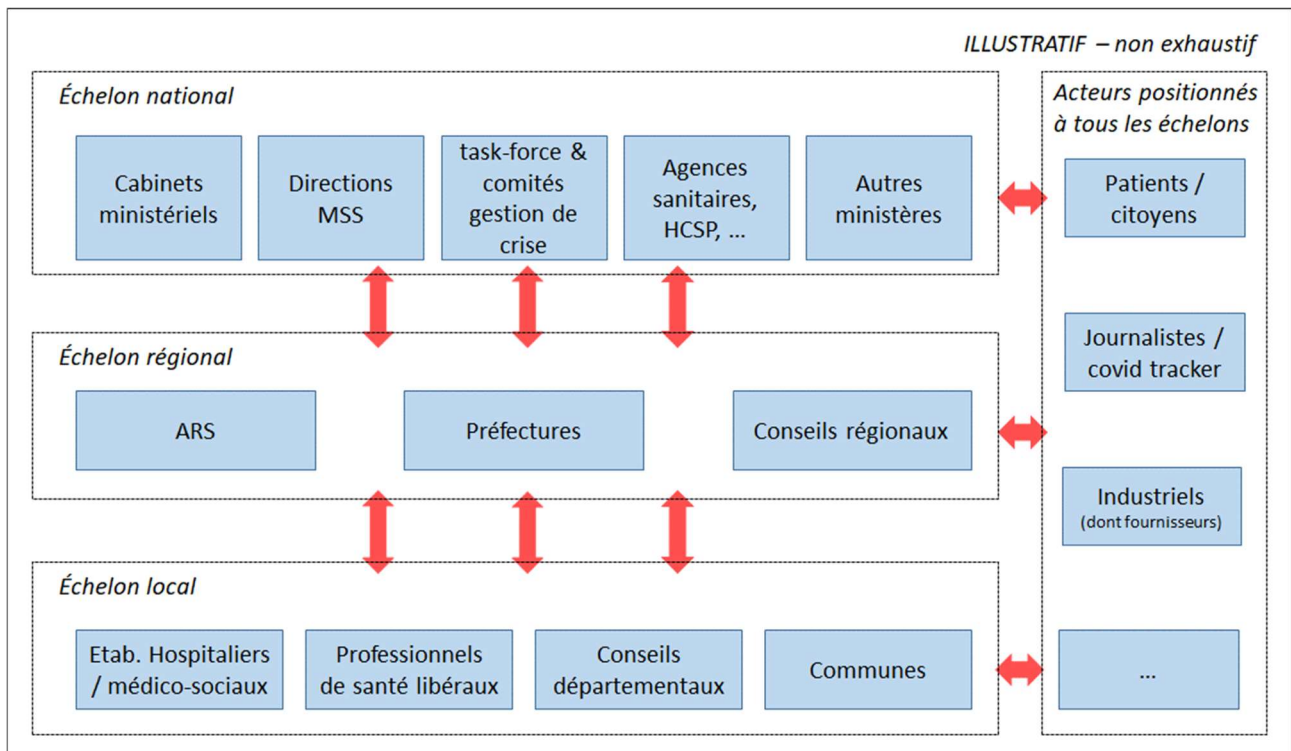 ILLUSTRATIF – non exhaustif
Échelon national
Cabinets
ministériels
Directions
MSS
task-force &
comités
gestion de
crise
Agences
sanitaires,
HCSP, ...
Autres
ministères
Échelon régional
ARS
Préfectures
Conseils régionaux
Échelon local
Etab. Hospitaliers
/ médico-sociaux
Professionnels
de santé libéraux
Conseils
départementaux
Communes
Acteurs positionnés
à tous les échelons
Patients /
citoyens
Journalistes /
covid tracker
Industriels
(dont fournisseurs)
...